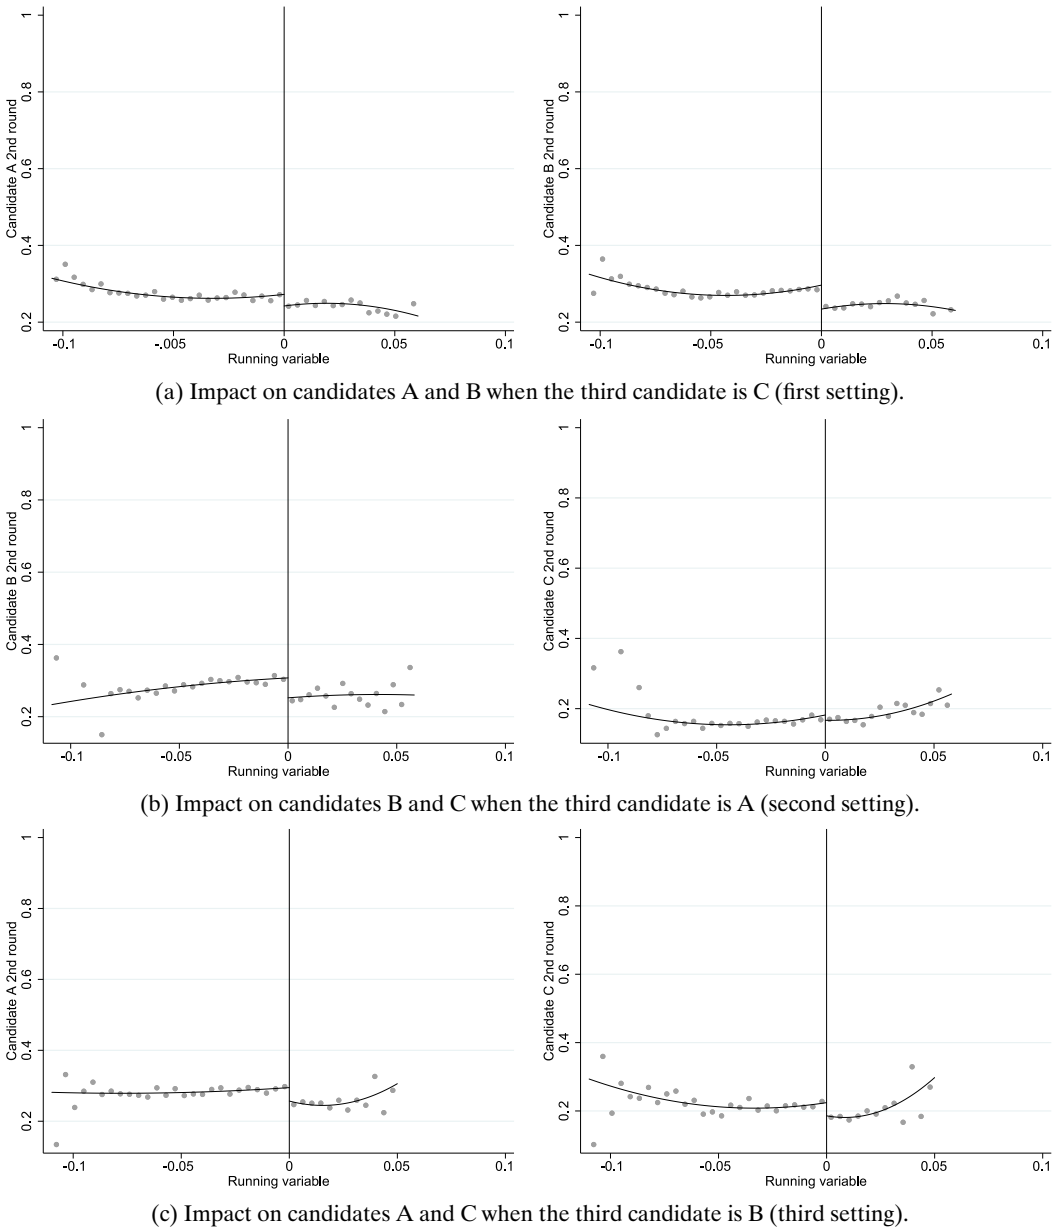 Candidate A 2nd round
1
0.8
0.6
0.4
0.2
-0.1 -.005 0 0.05 0.1
Running variable
Candidate B 2nd round
1
0.8
0.6
0.4
0.2
-0.1 -0.05 0 0.05 0.1
Running variable
(a) Impact on candidates A and B when the third candidate is C (first setting).
Candidate B 2nd round
1
0.8
0.6
0.4
0.2
-0.1 -0.05 0 0.05 0.1
Running variable
Candidate C 2nd round
1
0.8
0.6
0.4
0.2
-0.1 -0.05 0 0.05 0.1
Running variable
(b) Impact on candidates B and C when the third candidate is A (second setting).
Candidate A 2nd round
1
0.8
0.6
0.4
0.2
-0.1 -0.05 0 0.05 0.1
Running variable
Candidate C 2nd round
1
0.8
0.6
0.4
0.2
-0.1 -0.05 0 0.05 0.1
Running variable
(c) Impact on candidates A and C when the third candidate is B (third setting).